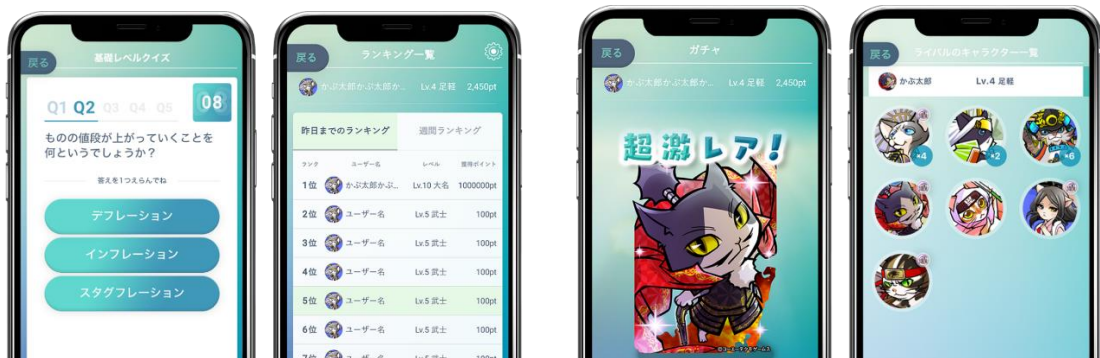 戻る
基礎レベルクイズ
Q1 Q2 Q3 Q4 Q5
08
ものの値段が上がっていくことを
何というでしょうか？
答えを1つえらんでね
デフレーション
インフレーション
スタグフレーション
戻る
ランキング一覧
かぶ太郎かぶ太郎か... Lv.4 足軽 2,450pt
昨日までのランキング 週間ランキング
ランク ユーザー名 レベル 獲得ポイント
1位 かぶ太郎かぶ... Lv.10 大名 1000000pt
2位 ユーザー名 Lv.5 武士 100pt
3位 ユーザー名 Lv.5 武士 100pt
4位 ユーザー名 Lv.5 武士 100pt
5位 ユーザー名 Lv.5 武士 100pt
6位 ユーザー名 Lv.5 武士 100pt
7位 ユーザー名 Lv.5 武士 100pt
戻る
ガチャ
かぶ太郎かぶ太郎か... Lv.4 足軽 2,450pt
超激レア！
戻る
ライバルのキャラクター一覧
かぶ太郎 Lv.4 足軽
×4
×2
×6